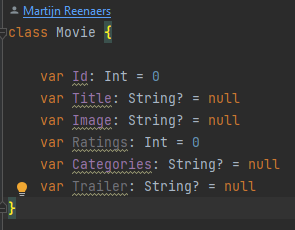 Martijn Reenaers
class Movie {
var Id: Int = 0
var Title: String? = null
var Image: String? = null
var Ratings: Int = 0
var Categories: String? = null
var Trailer: String? = null
}